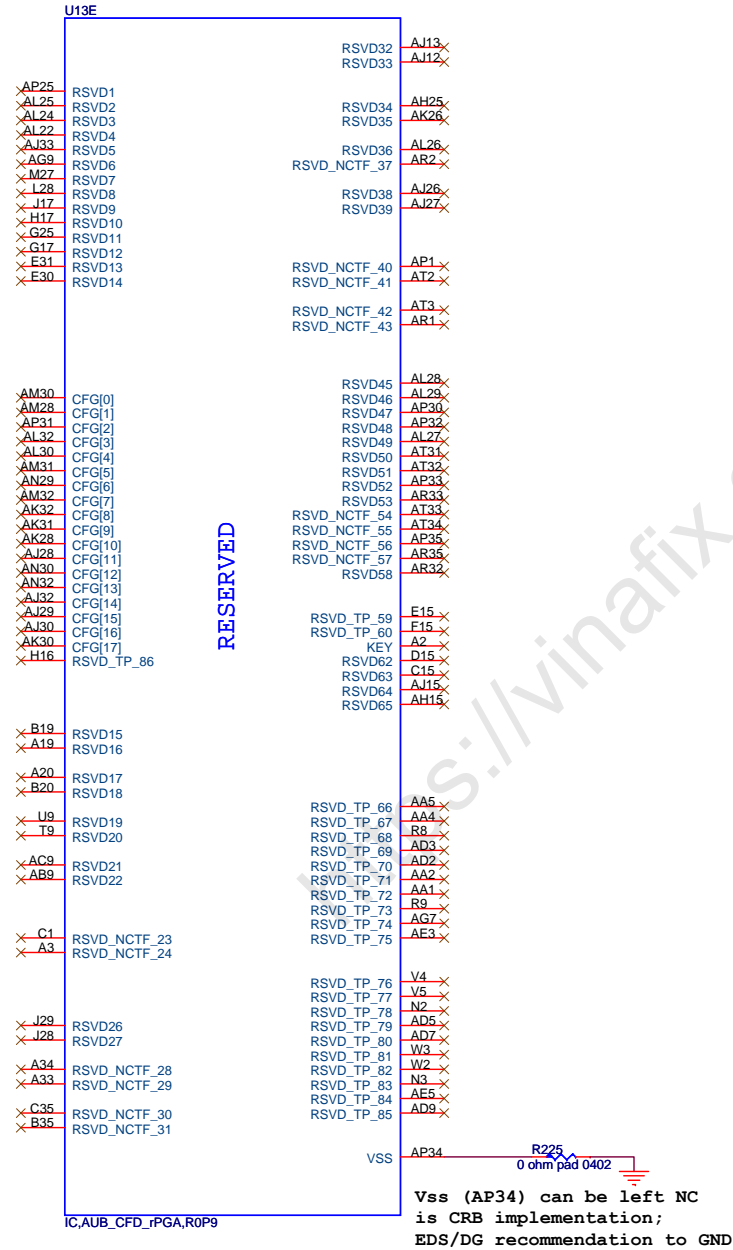 U13E
AP25 RSVD1
AL25 RSVD2
AL24 RSVD3
AL22 RSVD4
AJ33 RSVD5
AG9 RSVD6
M27 RSVD7
L28 RSVD8
J17 RSVD9
H17 RSVD10
G25 RSVD11
G17 RSVD12
E31 RSVD13
E30 RSVD14
AM30 CFG[0]
AM28 CFG[1]
AP31 CFG[2]
AL32 CFG[3]
AL30 CFG[4]
AM31 CFG[5]
AN29 CFG[6]
AM32 CFG[7]
AK32 CFG[8]
AK31 CFG[9]
AK28 CFG[10]
AJ28 CFG[11]
AN30 CFG[12]
AN32 CFG[13]
AJ32 CFG[14]
AJ29 CFG[15]
AJ30 CFG[16]
AK30 CFG[17]
H16 RSVD_TP_86
B19 RSVD15
A19 RSVD16
A20 RSVD17
B20 RSVD18
U9 RSVD19
T9 RSVD20
AC9 RSVD21
AB9 RSVD22
C1 RSVD_NCTF_23
A3 RSVD_NCTF_24
J29 RSVD26
J28 RSVD27
A34 RSVD_NCTF_28
A33 RSVD_NCTF_29
C35 RSVD_NCTF_30
B35 RSVD_NCTF_31
RESERVED
RSVD32 AJ13
RSVD33 AJ12
RSVD34 AH25
RSVD35 AK26
RSVD36 AL26
RSVD_NCTF_37 AR2
RSVD38 AJ26
RSVD39 AJ27
RSVD_NCTF_40 AP1
RSVD_NCTF_41 AT2
RSVD_NCTF_42 AT3
RSVD_NCTF_43 AR1
RSVD45 AL28
RSVD46 AL29
RSVD47 AP30
RSVD48 AP32
RSVD49 AL27
RSVD50 AT31
RSVD51 AT32
RSVD52 AP33
RSVD53 AR33
RSVD_NCTF_54 AT33
RSVD_NCTF_55 AT34
RSVD_NCTF_56 AP35
RSVD_NCTF_57 AR35
RSVD58 AR32
RSVD_TP_59 E15
RSVD_TP_60 F15
KEY A2
RSVD62 D15
RSVD63 C15
RSVD64 AJ15
RSVD65 AH15
RSVD_TP_66 AA5
RSVD_TP_67 AA4
RSVD_TP_68 R8
RSVD_TP_69 AD3
RSVD_TP_70 AD2
RSVD_TP_71 AA2
RSVD_TP_72 AA1
RSVD_TP_73 R9
RSVD_TP_74 AG7
RSVD_TP_75 AE3
RSVD_TP_76 V4
RSVD_TP_77 V5
RSVD_TP_78 N2
RSVD_TP_79 AD5
RSVD_TP_80 AD7
RSVD_TP_81 W3
RSVD_TP_82 W2
RSVD_TP_83 N3
RSVD_TP_84 AE5
RSVD_TP_85 AD9
VSS AP34
R225
0 ohm pad 0402
Vss (AP34) can be left NC
is CRB implementation;
EDS/DG recommendation to GND
IC,AUB_CFD_rPGA,R0P9
https://vinafix.